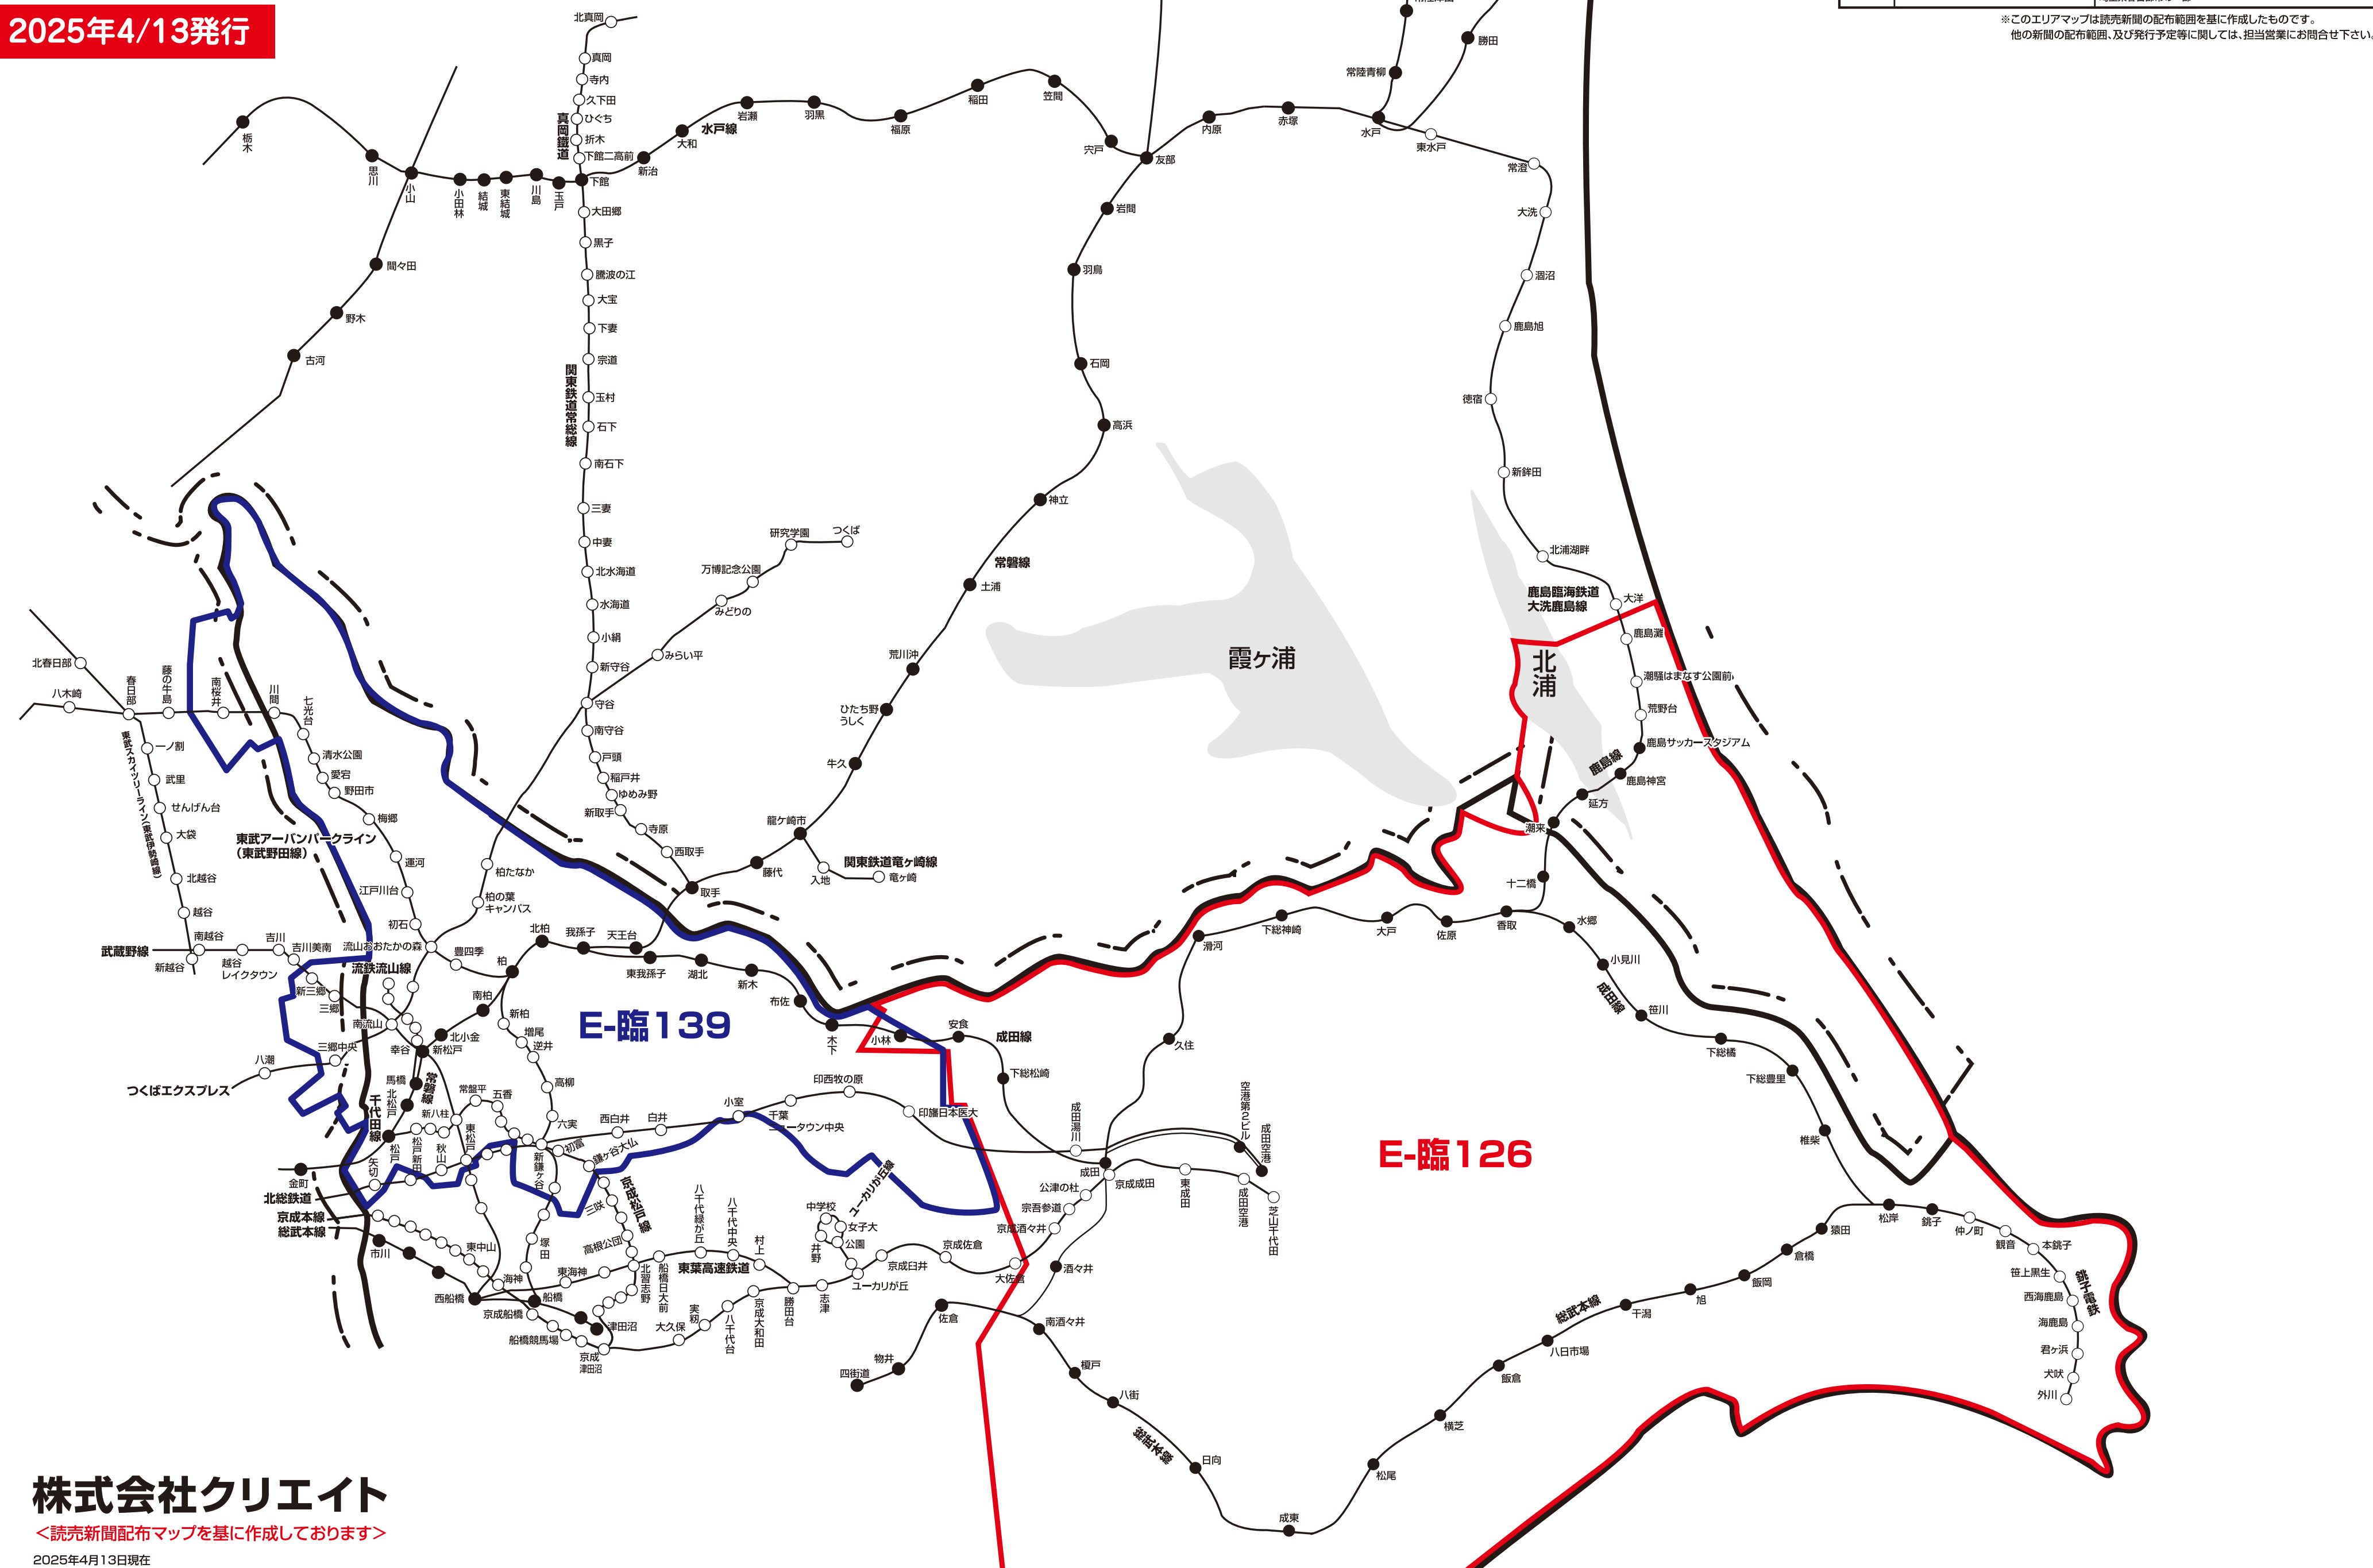 2025年4/13発行
※このエリアマップは読売新聞の配布範囲を基に作成したものです。
他の新聞の配布範囲、及び発行予定等に関しては、担当営業にお問合せ下さい。
北真岡
真岡
寺内
久下田
ひぐち
折木
下館二高前
真岡鐵道
下館
栃木
思川
小山
小田林
結城
東結城
川島
玉戸
新治
大和
水戸線
岩瀬
羽黒
福原
稲田
笠間
宍戸
友部
内原
赤塚
水戸
常陸青柳
勝田
東水戸
常澄
大洗
涸沼
鹿島旭
徳宿
新鉾田
北浦湖畔
鹿島臨海鉄道
大洗鹿島線
大洋
鹿島灘
潮騒はまなす公園前
荒野台
鹿島サッカースタジアム
鹿島線
鹿島神宮
延方
潮来
十二橋
間々田
野木
古河
大田郷
黒子
騰波の江
大宝
下妻
宗道
玉村
石下
関東鉄道常総線
南石下
三妻
中妻
北水海道
水海道
小絹
新守谷
守谷
南守谷
戸頭
稲戸井
ゆめみ野
新取手
寺原
西取手
取手
研究学園
つくば
万博記念公園
みどりの
みらい平
岩間
羽鳥
石岡
高浜
神立
常磐線
土浦
荒川沖
ひたち野
うしく
牛久
龍ケ崎市
藤代
入地
関東鉄道竜ヶ崎線
竜ヶ崎
霞ヶ浦
北浦
北春日部
八木崎
春日部
藤の牛島
南桜井
川間
七光台
清水公園
愛宕
野田市
梅郷
運河
江戸川台
初石
流山おおたかの森
東武アーバンパークライン
(東武野田線)
東武スカイツリーライン(東武伊勢崎線)
一ノ割
武里
せんげん台
大袋
北越谷
越谷
武蔵野線
南越谷
新越谷
越谷
レイクタウン
吉川
吉川美南
新三郷
三郷
流鉄流山線
南流山
三郷中央
八潮
つくばエクスプレス
柏たなか
柏の葉
キャンパス
豊四季
柏
北柏
我孫子
天王台
東我孫子
湖北
新木
布佐
木下
小林
安食
成田線
下総松崎
南柏
北小金
新松戸
幸谷
馬橋
北松戸
常磐線
千代田線
松戸
金町
新柏
増尾
逆井
高柳
六実
常盤平
五香
新八柱
松戸新田
秋山
東松戸
矢切
北総鉄道
京成本線
総武本線
市川
E-臨139
新鎌ヶ谷
初富
鎌ヶ谷大仏
西白井
白井
小室
千葉
ニュータウン中央
印西牧の原
印旛日本医大
三咲
京成松戸線
高根公団
北習志野
船橋日大前
八千代緑が丘
八千代中央
村上
東葉高速鉄道
東中山
海神
東海神
塚田
西船橋
船橋
京成船橋
船橋競馬場
津田沼
京成
津田沼
大久保
実籾
八千代台
京成大和田
勝田台
志津
ユーカリが丘
ユーカリが丘線
中学校
女子大
公園
井野
京成臼井
京成佐倉
大佐倉
京成酒々井
宗吾参道
公津の杜
成田
京成成田
成田湯川
東成田
空港第2ビル
成田空港
成田空港
芝山千代田
酒々井
佐倉
物井
四街道
南酒々井
榎戸
八街
総武本線
日向
成東
松尾
横芝
飯倉
八日市場
総武本線
干潟
旭
飯岡
倉橋
猿田
松岸
銚子
仲ノ町
観音
本銚子
笹上黒生
西海鹿島
海鹿島
君ヶ浜
犬吠
外川
銚子電鉄
E-臨126
久住
滑河
下総神崎
大戸
佐原
香取
水郷
小見川
成田線
笹川
下総橘
下総豊里
椎柴
株式会社クリエイト
＜読売新聞配布マップを基に作成しております＞
2025年4月13日現在